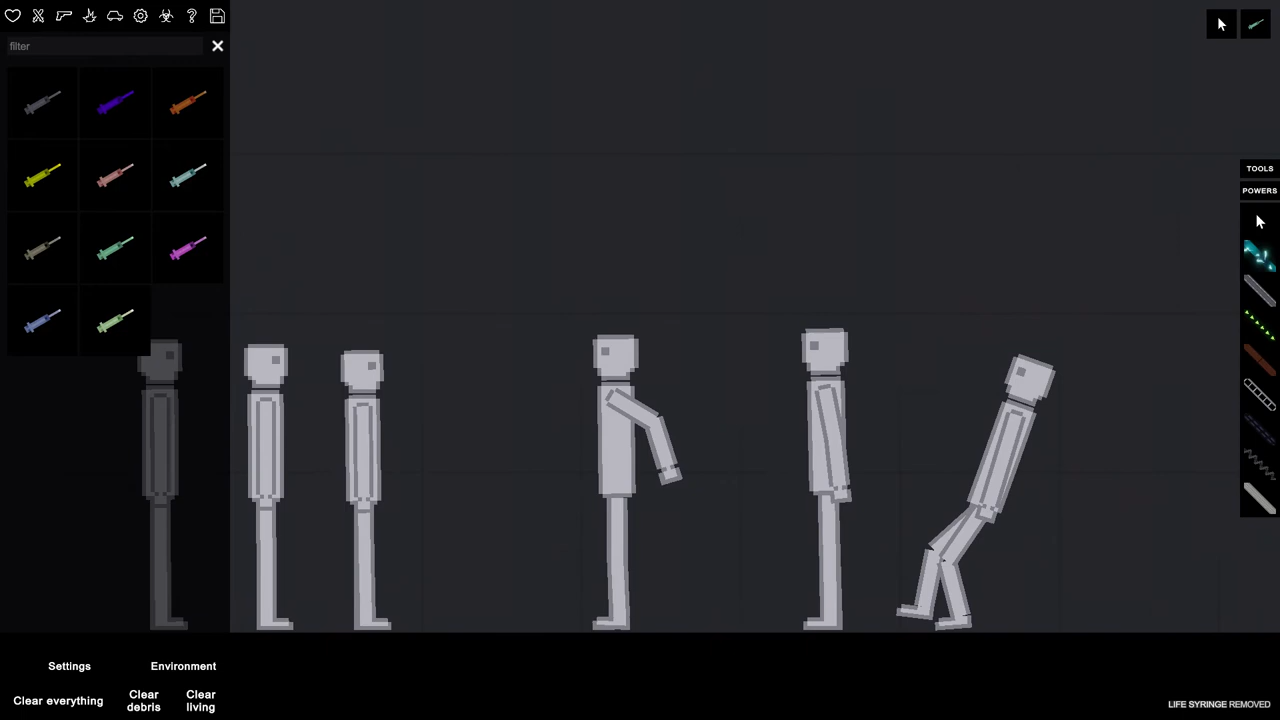 filter
TOOLS
POWERS
Settings
Environment
Clear everything
Clear
debris
Clear
living
LIFE SYRINGE REMOVED